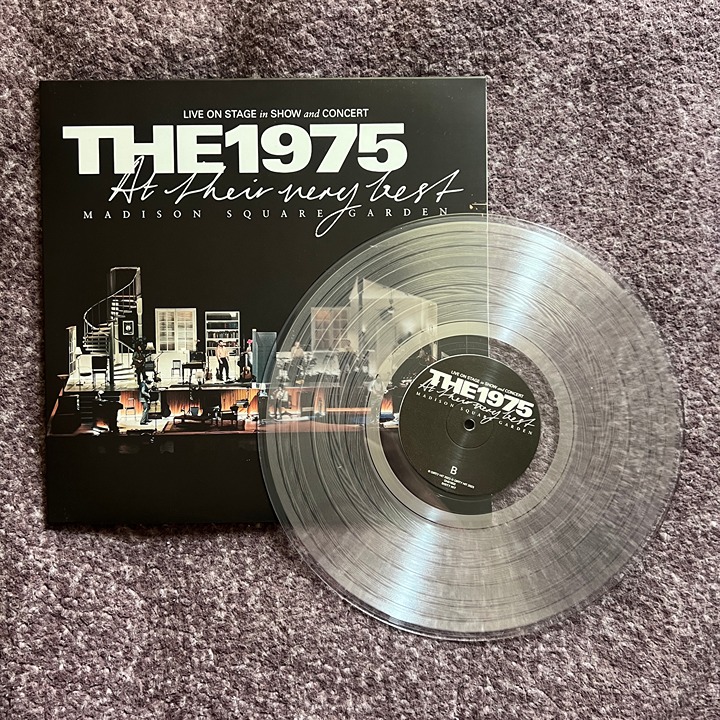 LIVE ON STAGE in SHOW and CONCERT
THE 1975
At their very best
MADISON SQUARE GARDEN
LIVE ON STAGE in SHOW and CONCERT
THE 1975
At their very best
MADISON SQUARE GARDEN
B